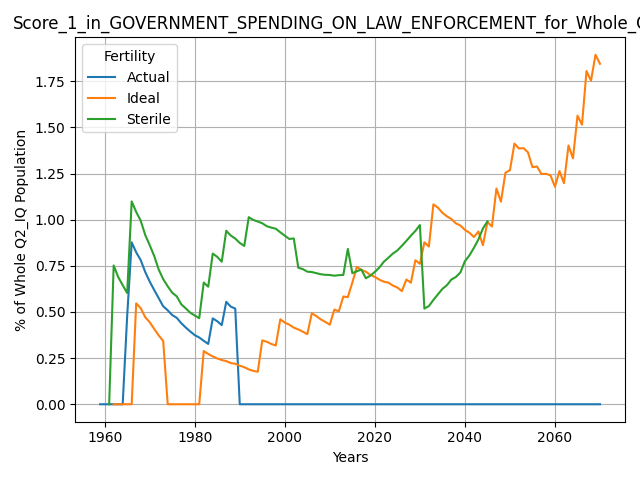 Score_1_in_GOVERNMENT_SPENDING_ON_LAW_ENFORCEMENT_for_Whole_
Fertility
Actual
Ideal
Sterile
% of Whole Q2_IQ Population
1.75
1.50
1.25
1.00
0.75
0.50
0.25
0.00
1960 1980 2000 2020 2040 2060
Years